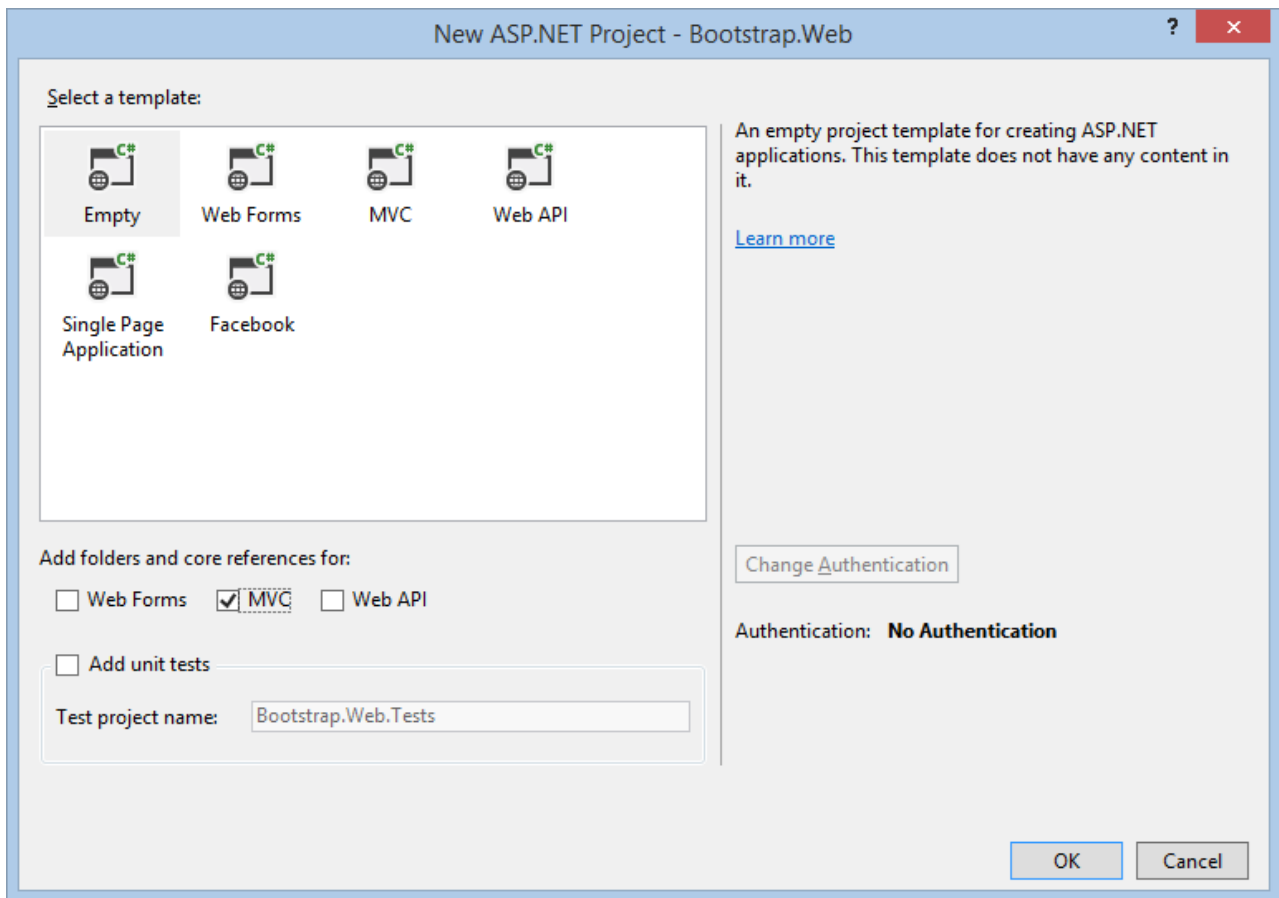 New ASP.NET Project - Bootstrap.Web
?
×
Select a template:
C# C# C# C#
Empty Web Forms MVC Web API
C# C#
Single Page
Application
Facebook
An empty project template for creating ASP.NET
applications. This template does not have any content in
it.
Learn more
Add folders and core references for:
Web Forms MVC Web API
Add unit tests
Test project name: Bootstrap.Web.Tests
Change Authentication
Authentication: No Authentication
OK Cancel